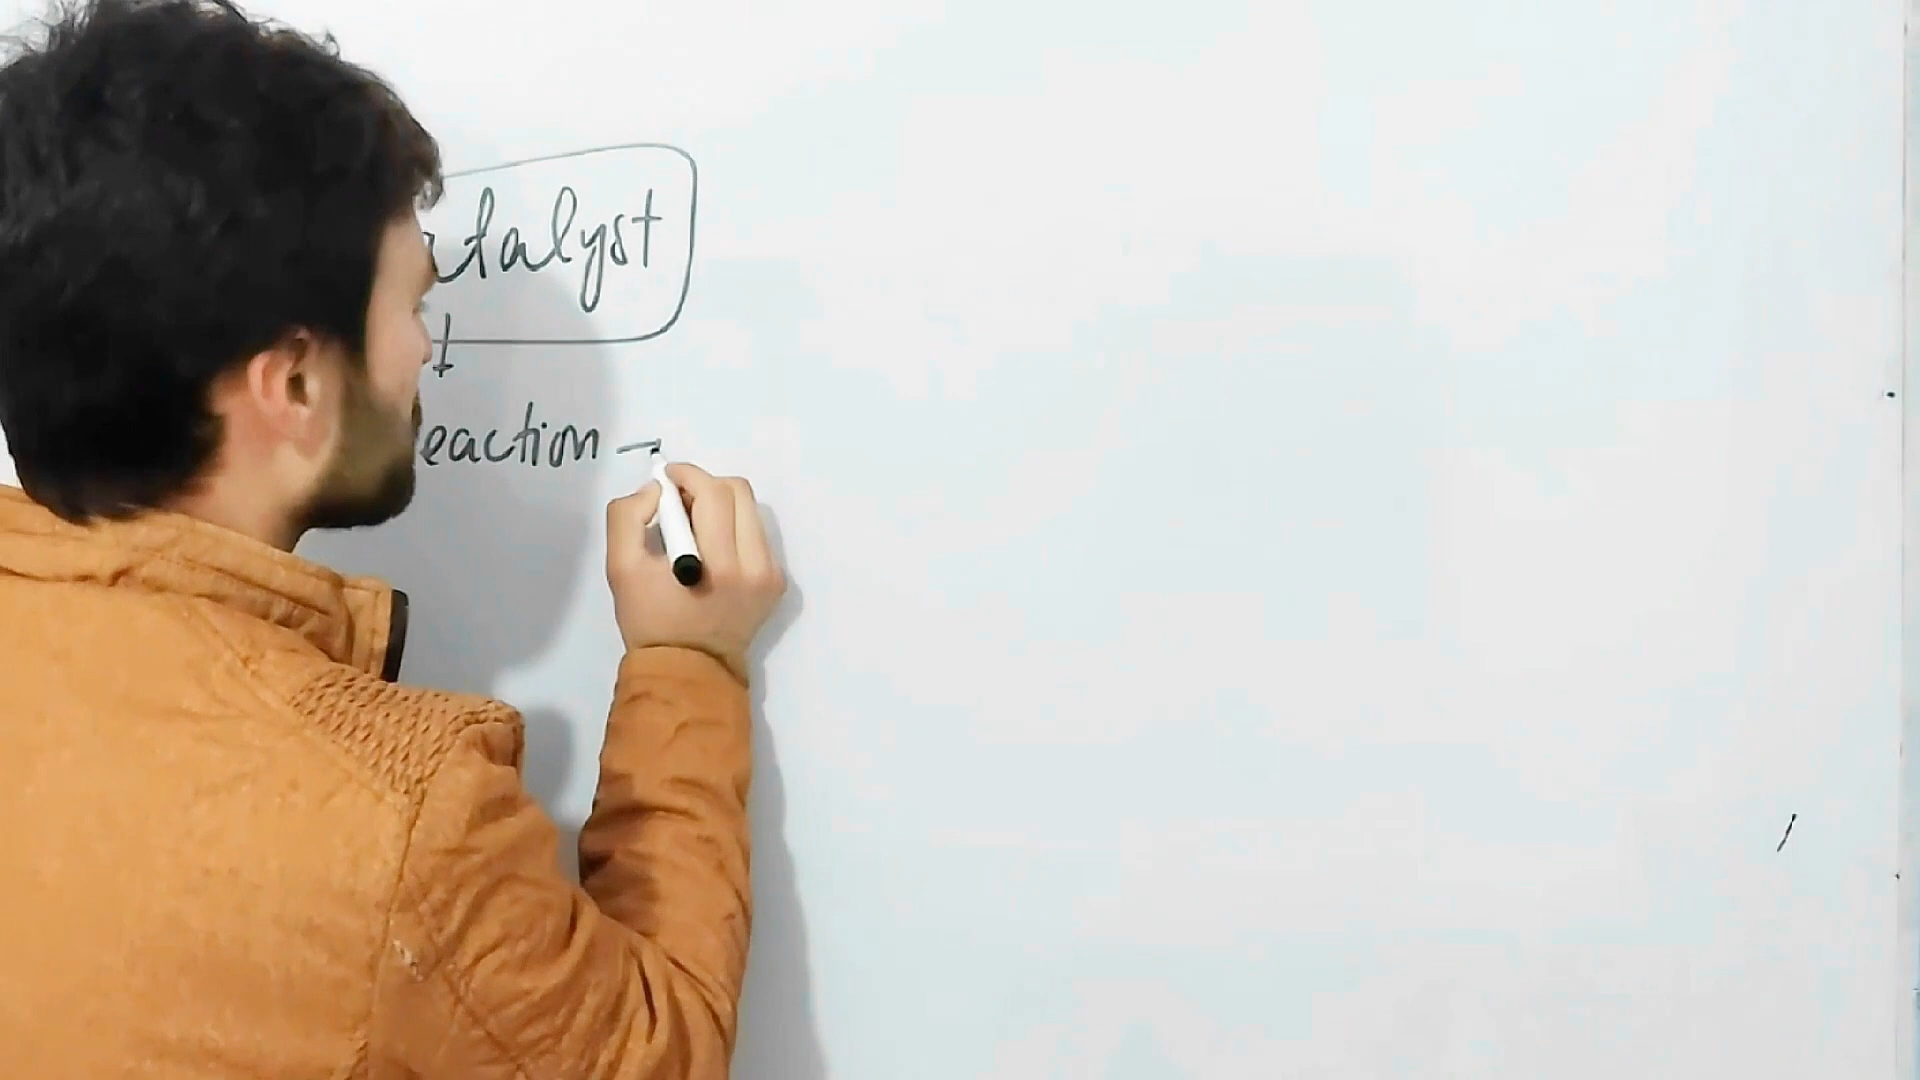 atalyst
↓
eaction →